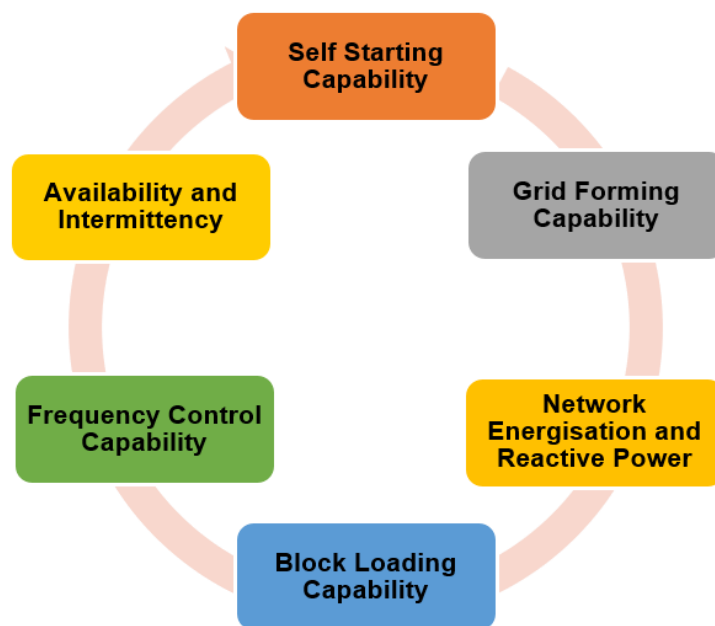 Self Starting
Capability
Grid Forming
Capability
Network
Energisation and
Reactive Power
Block Loading
Capability
Frequency Control
Capability
Availability and
Intermittency